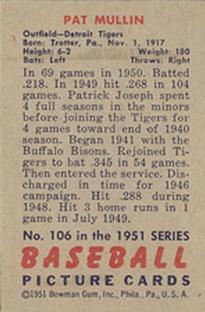 PAT MULLIN
Outfield—Detroit Tigers
Born: Trotter, Pa., Nov. 1, 1917
Height: 6-2 Weight: 180
Bats: Left Throws: Right
In 69 games in 1950. Batted
.218. In 1949 hit .268 in 104
games. Patrick Joseph spent
4 full seasons in the minors
before joining the Tigers for
4 games toward end of 1940
season. Began 1941 with the
Buffalo Bisons. Rejoined Ti-
gers to bat .345 in 54 games.
Then entered the service. Dis-
charged in time for 1946
campaign. Hit .288 during
1948. Hit 3 home runs in 1
game in July 1949.
No. 106 in the 1951 SERIES
BASEBALL
PICTURE CARDS
©1951 Bowman Gum, Inc., Phila., Pa., U. S. A.